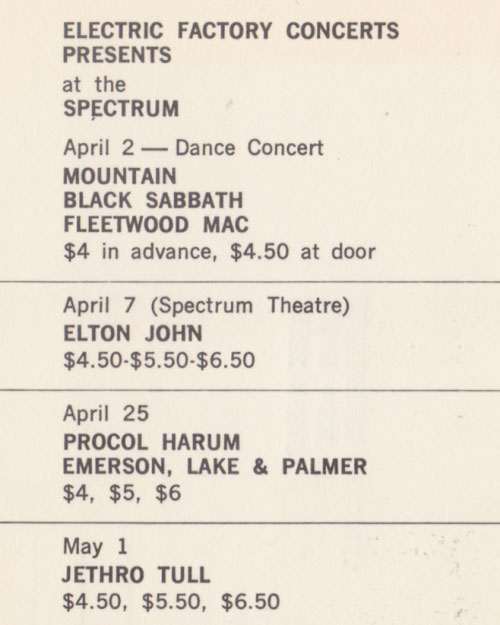 ELECTRIC FACTORY CONCERTS
PRESENTS
at the
SPECTRUM
April 2 — Dance Concert
MOUNTAIN
BLACK SABBATH
FLEETWOOD MAC
$4 in advance, $4.50 at door
April 7 (Spectrum Theatre)
ELTON JOHN
$4.50-$5.50-$6.50
April 25
PROCOL HARUM
EMERSON, LAKE & PALMER
$4, $5, $6
May 1
JETHRO TULL
$4.50, $5.50, $6.50